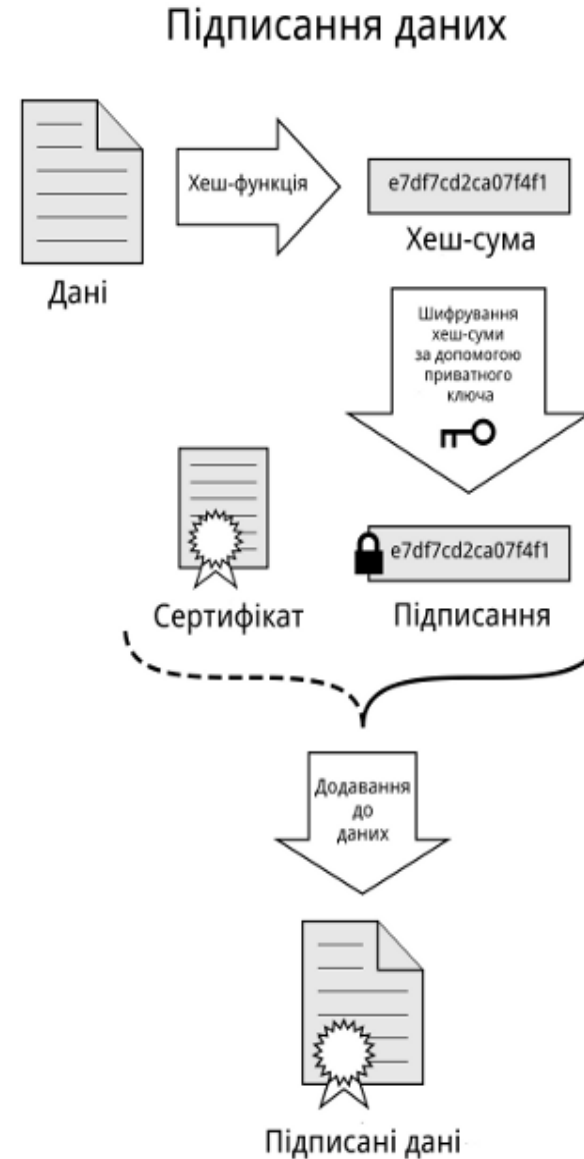 Підписання даних
Хеш-функція
e7df7cd2ca07f4f1
Хеш-сума
Дані
Шифрування
хеш-суми
за допомогою
приватного
ключа
e7df7cd2ca07f4f1
Сертифікат
Підписання
Додавання
до
даних
Підписані дані